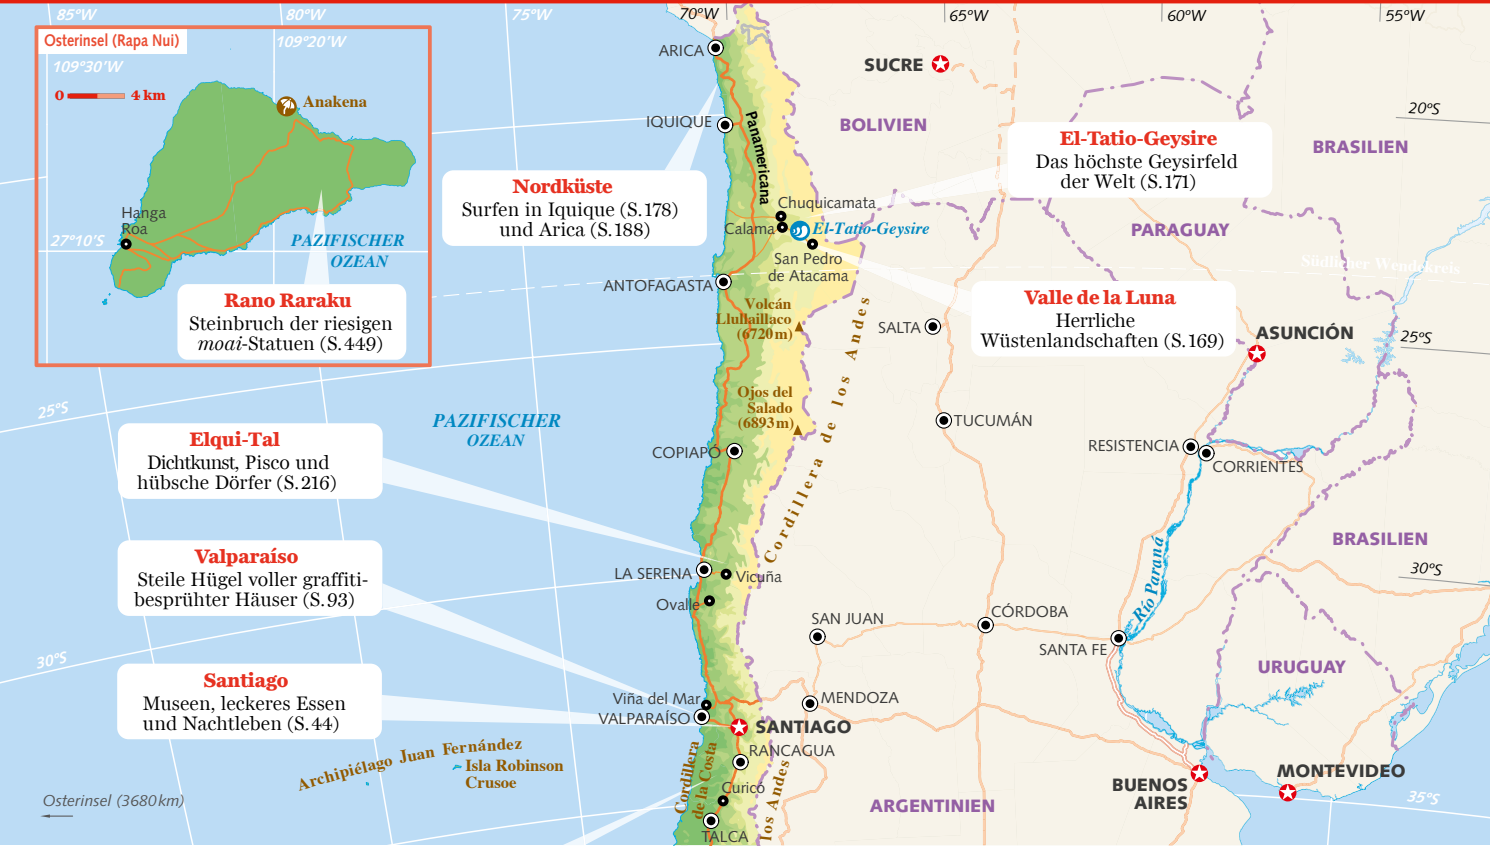 85°W
80°W
75°W
70°W
65°W
60°W
55°W
Osterinsel (Rapa Nui)
109°20'W
109°30'W
0
4 km
Anakena
Hanga
Roa
27°10'S
PAZIFISCHER
OZEAN
Rano Raraku
Steinbruch der riesigen
moai-Statuen (S. 449)
ARICA
IQUIQUE
Panamericana
Nordküste
Surfen in Iquique (S. 178)
und Arica (S. 188)
SUCRE
BOLIVIEN
El-Tatio-Geysire
Das höchste Geysirfeld
der Welt (S. 171)
20°S
BRASILIEN
Chuquicamata
Calama
El-Tatio-Geysire
San Pedro
de Atacama
PARAGUAY
Südlicher Wendekreis
ANTOFAGASTA
Volcán
Llullaillaco
(6720 m)
SALTA
Valle de la Luna
Herrliche
Wüstenlandschaften (S. 169)
ASUNCIÓN
25°S
25°S
PAZIFISCHER
OZEAN
Ojos del
Salado
(6893 m)
Cordillera de los Andes
TUCUMÁN
COPIAPÓ
RESISTENCIA
CORRIENTES
Elqui-Tal
Dichtkunst, Pisco und
hübsche Dörfer (S. 216)
BRASILIEN
Valparaíso
Steile Hügel voller graffiti-
besprühter Häuser (S. 93)
LA SERENA
Vicuña
Ovalle
30°S
Río Paraná
SAN JUAN
CÓRDOBA
SANTA FE
30°S
URUGUAY
Santiago
Museen, leckeres Essen
und Nachtleben (S. 44)
Viña del Mar
VALPARAÍSO
SANTIAGO
MENDOZA
RANCAGUA
Archipiélago Juan Fernández
Isla Robinson
Crusoe
Cordillera
de la Costa
los Andes
Curicó
TALCA
Osterinsel (3680 km)
ARGENTINIEN
BUENOS
AIRES
MONTEVIDEO
35°S